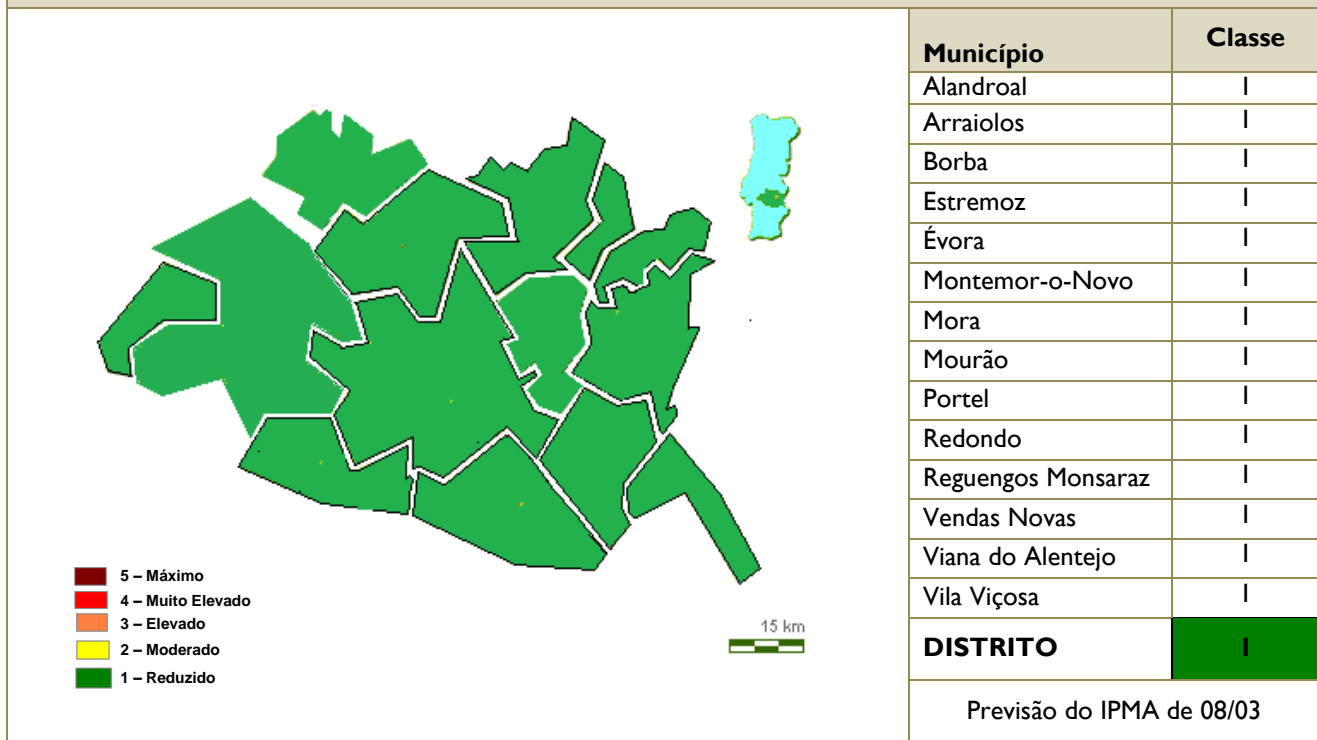 Município Classe
Alandroal 1
Arraiolos 1
Borba 1
Estremoz 1
Évora 1
Montemor-o-Novo 1
Mora 1
Mourão 1
Portel 1
Redondo 1
Reguengos Monsaraz 1
Vendas Novas 1
Viana do Alentejo 1
Vila Viçosa 1
DISTRITO 1
Previsão do IPMA de 08/03
5 – Máximo
4 – Muito Elevado
3 – Elevado
2 – Moderado
1 – Reduzido
15 km